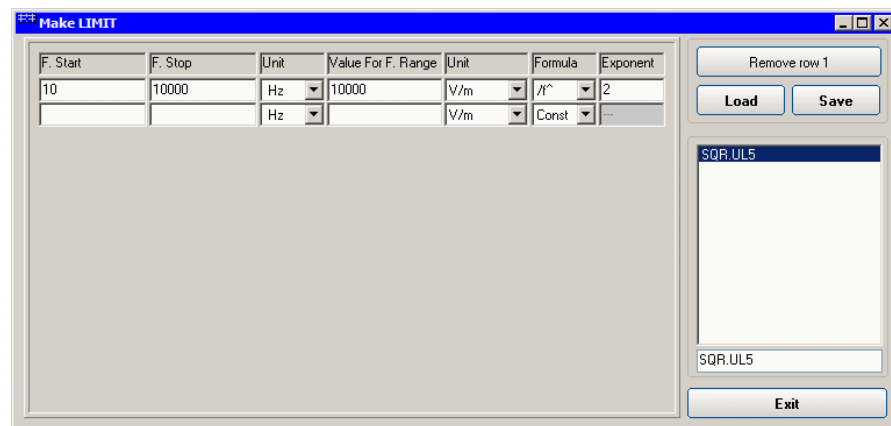 Make LIMIT
F. Start F. Stop Unit Value For F. Range Unit Formula Exponent
10 10000 Hz 10000 V/m /f^ 2
Hz V/m Const ---
Remove row 1
Load Save
SQR.UL5
SQR.UL5
Exit